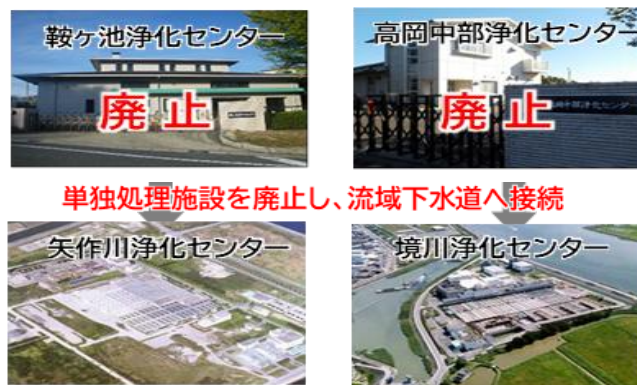 鞍ヶ池浄化センター
高岡中部浄化センター
廃止
廃止
単独処理施設を廃止し、流域下水道へ接続
矢作川浄化センター
境川浄化センター